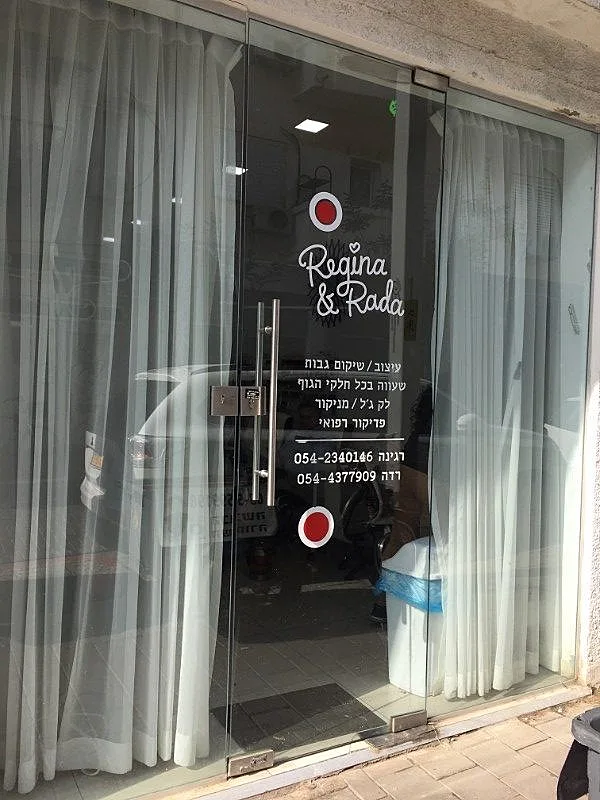 Regina
& Rada
עיצוב / שיקום גבות
שעווה בכל חלקי הגוף
לק ג'ל / מניקור
פדיקור רפואי
רגינה 054-2340146
רדה 054-4377909